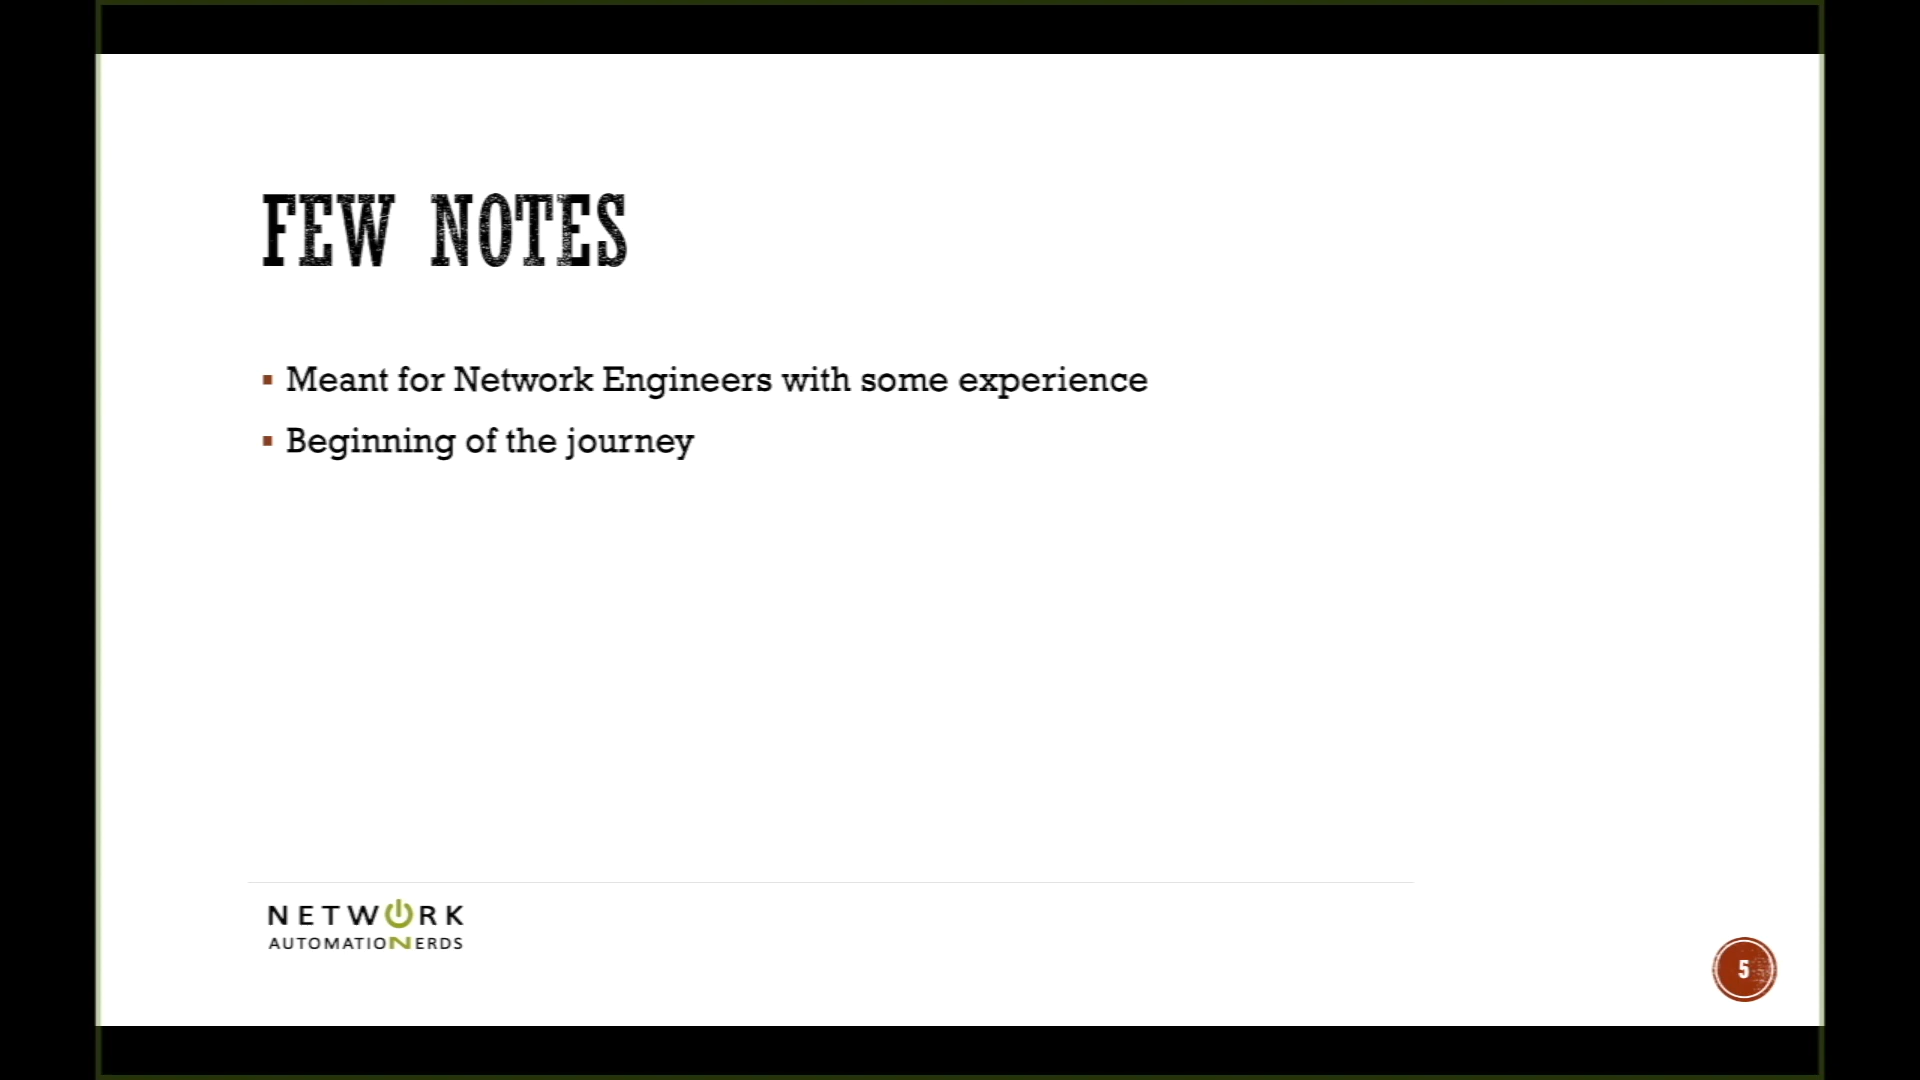 FEW NOTES
Meant for Network Engineers with some experience
Beginning of the journey
NETWORK
AUTOMATIONERDS
5